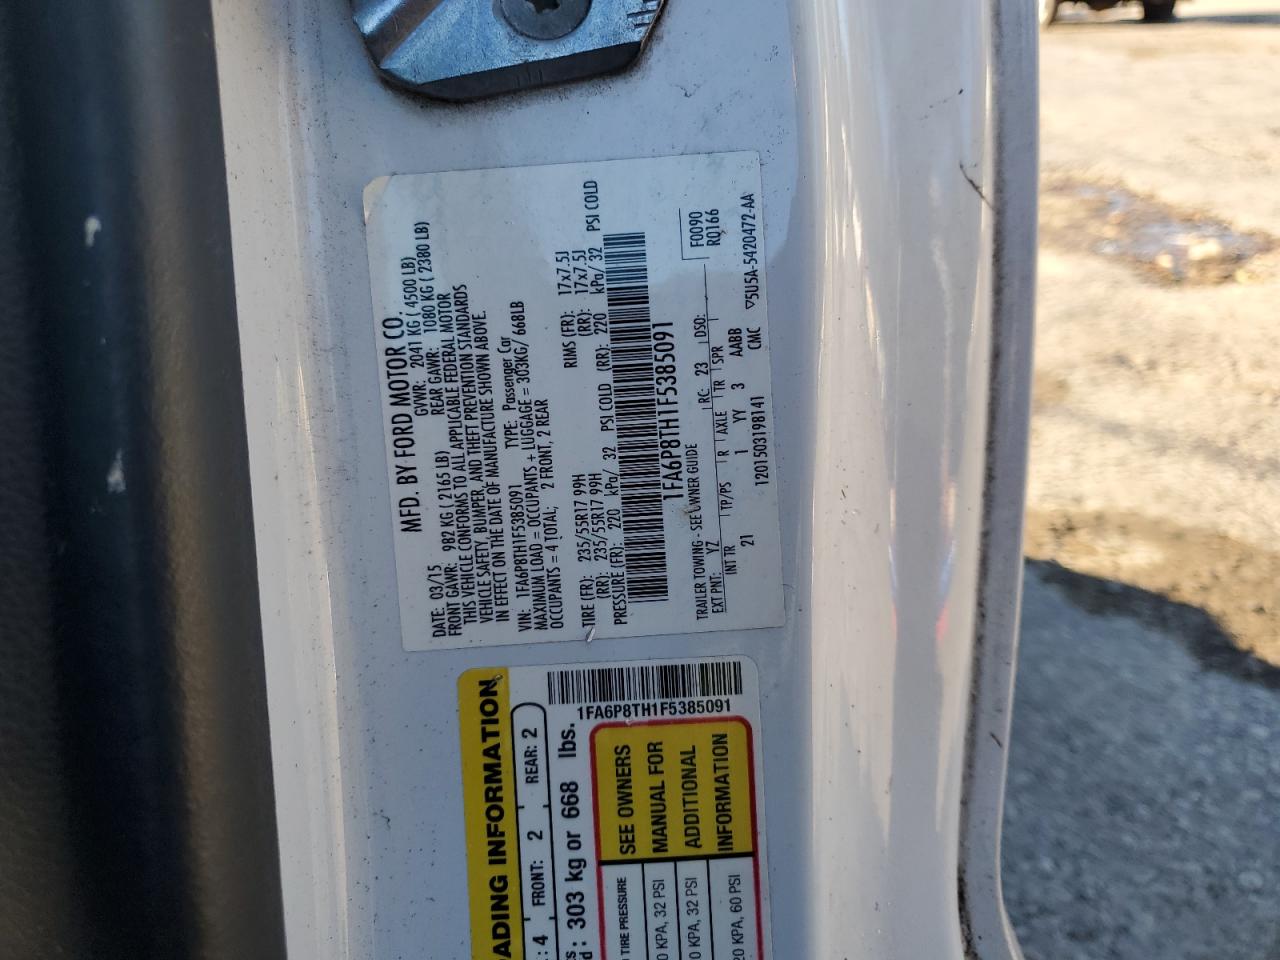 MFD. BY FORD MOTOR CO.
DATE: 03/15 GVWR: 2041 KG ( 4500 LB)
FRONT GAWR: 982 KG ( 2165 LB) REAR GAWR: 1080 KG ( 2380 LB)
THIS VEHICLE CONFORMS TO ALL APPLICABLE FEDERAL MOTOR
VEHICLE SAFETY, BUMPER, AND THEFT PREVENTION STANDARDS
IN EFFECT ON THE DATE OF MANUFACTURE SHOWN ABOVE.
VIN: 1FA6P8TH1F5385091 TYPE: Passenger Car
MAXIMUM LOAD = OCCUPANTS + LUGGAGE = 303KG/ 668LB
OCCUPANTS = 4 TOTAL; 2 FRONT, 2 REAR
TIRE (FR): 235/55R17 99H RIMS (FR): 17x7.5J
(RR): 235/55R17 99H (RR): 17x7.5J
PRESSURE (FR): 220 kPa/ 32 PSI COLD (RR): 220 kPa/ 32 PSI COLD
1FA6P8TH1F5385091
TRAILER TOWING - SEE OWNER GUIDE F0090
EXT PNT: YZ RC: 23 DSO: RQ166
INT TR TP/PS R AXLE TR SPR
21 1 YY 3 AABB
1201503198141 GMC ▽5U5A-5420472-AA
ADING INFORMATION
: 4 FRONT: 2 REAR: 2
: 303 kg or 668 lbs.
1FA6P8TH1F5385091
TIRE PRESSURE SEE OWNERS
KPA, 32 PSI MANUAL FOR
KPA, 32 PSI ADDITIONAL
KPA, 60 PSI INFORMATION